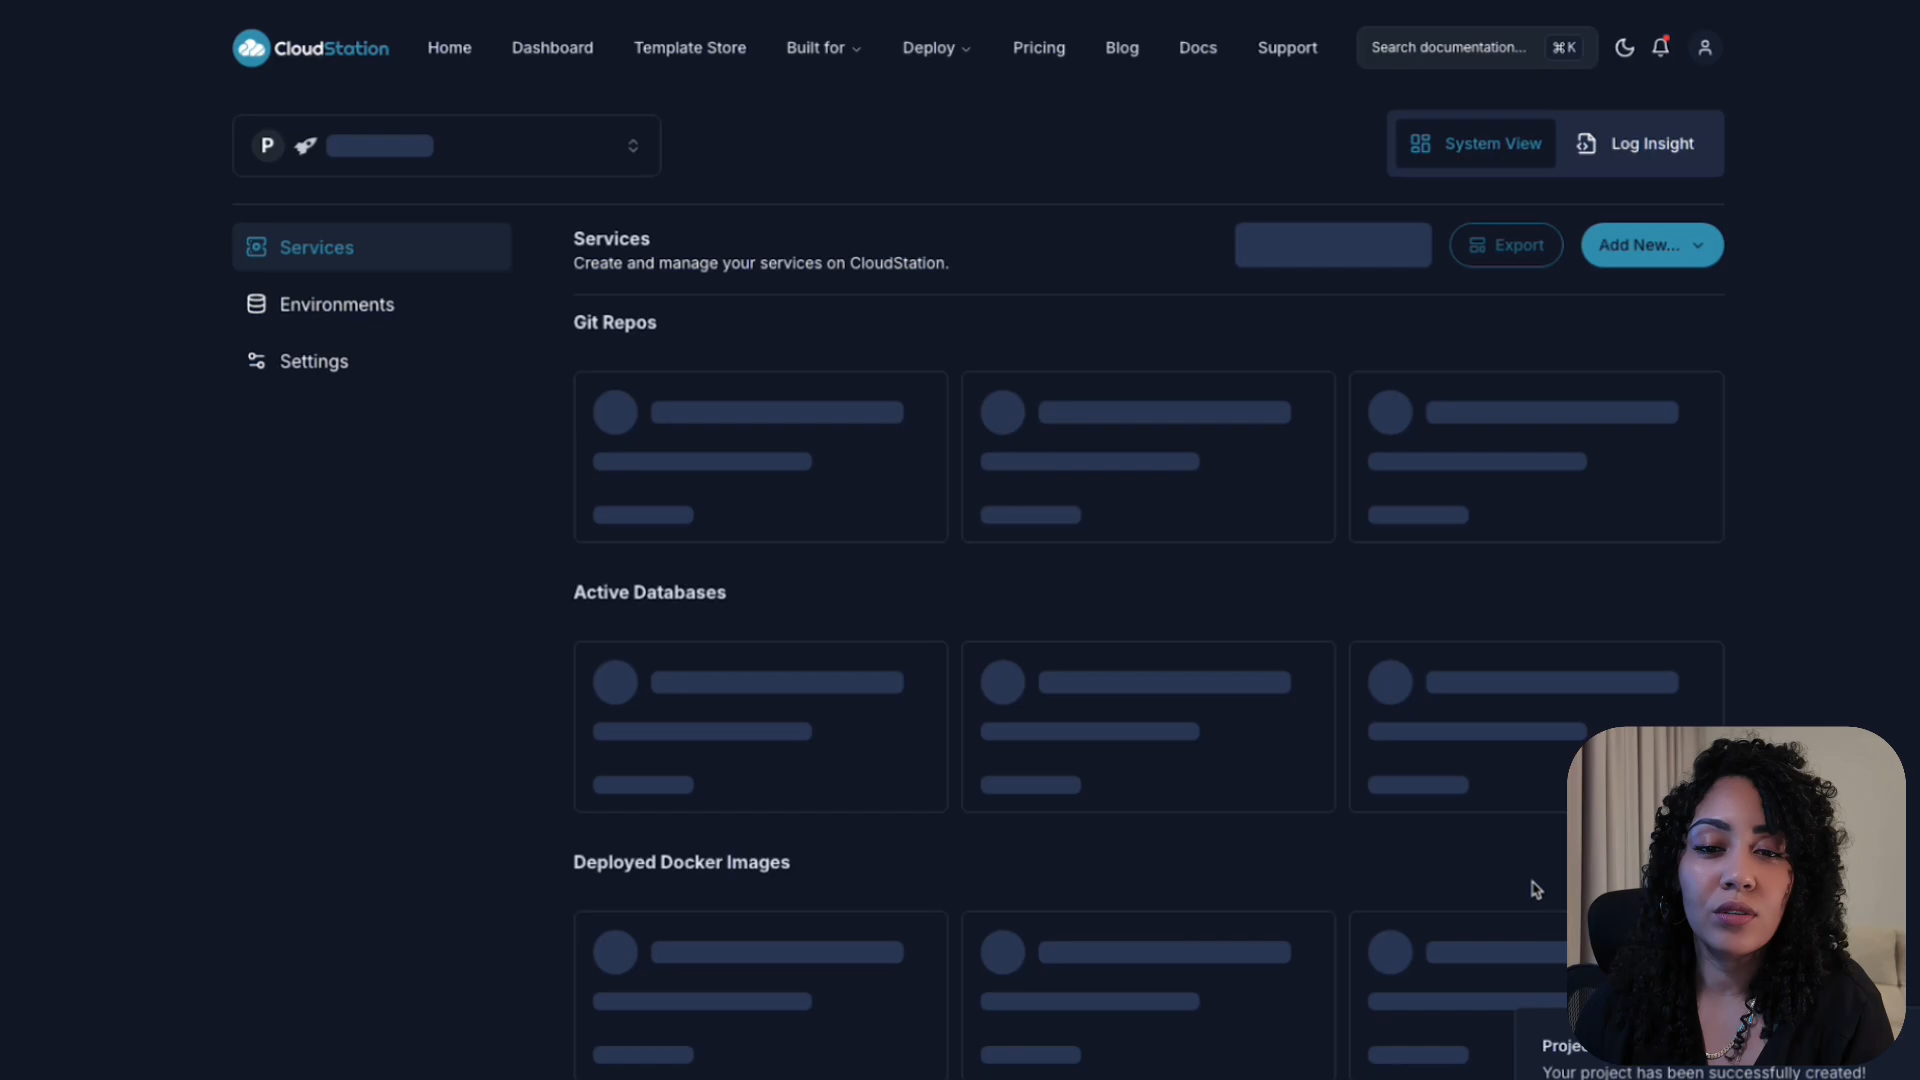 CloudStation
Home
Dashboard
Template Store
Built for
Deploy
Pricing
Blog
Docs
Support
Search documentation... ⌘K
P
System View
Log Insight
Services
Environments
Settings
Services
Create and manage your services on CloudStation.
Export
Add New...
Git Repos
Active Databases
Deployed Docker Images
Your project has been successfully created!